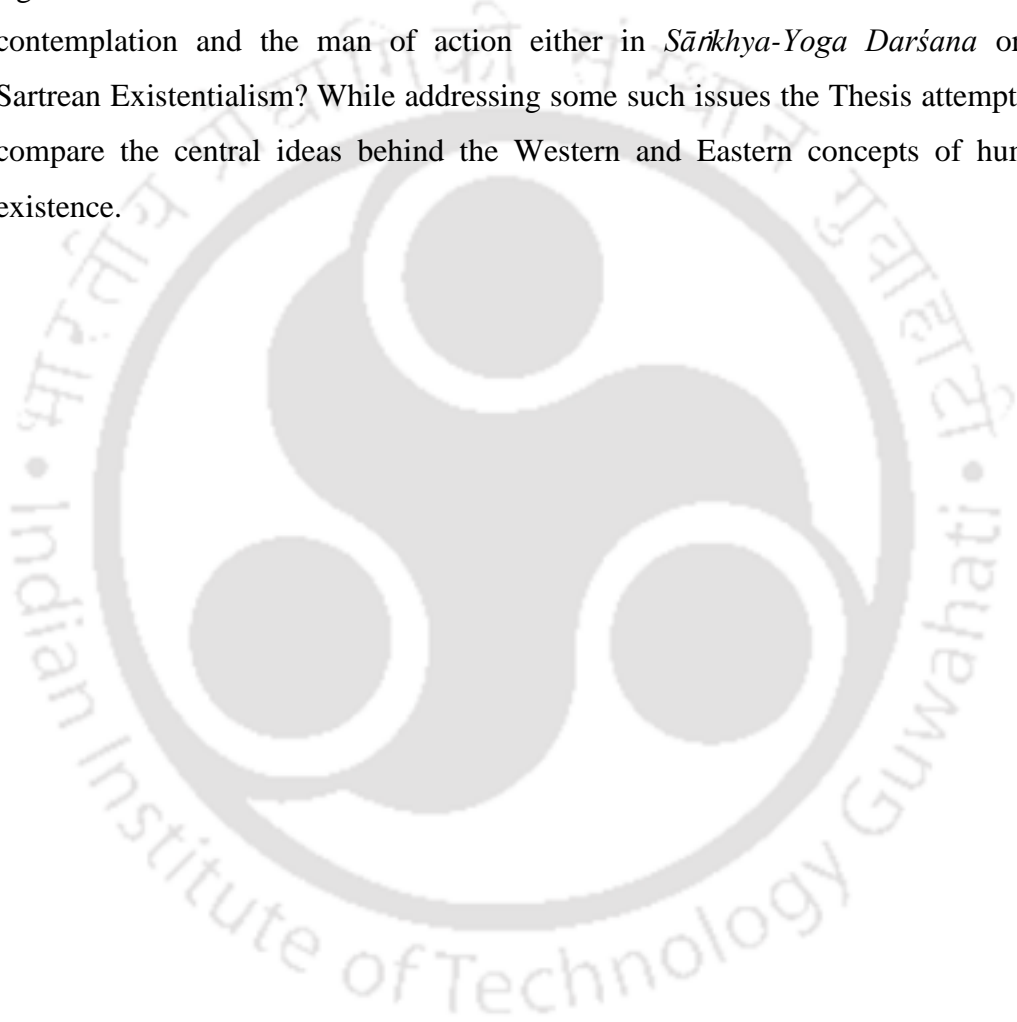 contemplation and the man of action either in Sāṅkhya-Yoga Darśana or
Sartrean Existentialism? While addressing some such issues the Thesis attempt
compare the central ideas behind the Western and Eastern concepts of hur
existence.
भारतीय प्रौद्योगिकी संस्थान गुवाहाटी
Indian Institute of Technology Guwahati